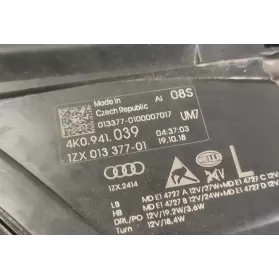 Made in AI 08S
Czech Republic
013377-0100007017 UM7
4K0.941.039 04:37:03
1ZX 013 377-01 19.10.18
1ZX.2414 HELLA L
LB MD E1 4727 A 12V/27W+MD E1 4727 C 12V
HB MD E1 4727 B 12V/24W+MD E1 4727 D 12V
DRL/PO 12V/19.2W/3.6W
Turn 12V/18.4W